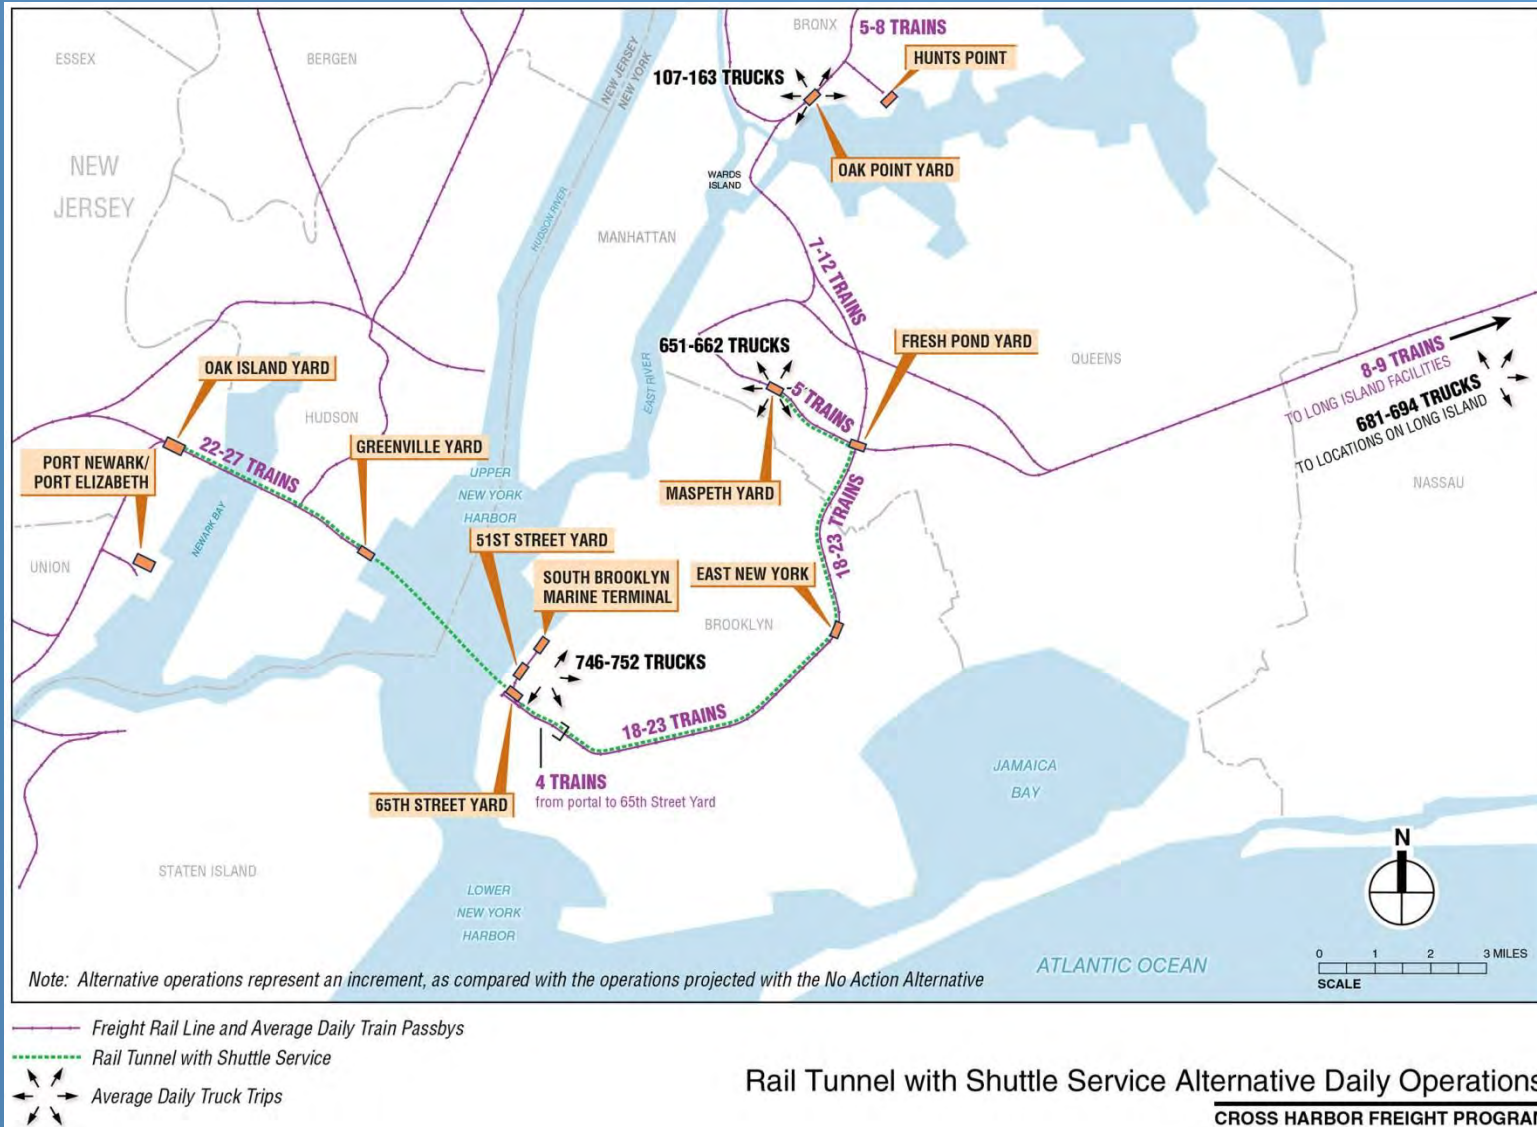 ESSEX
BERGEN
NEW JERSEY
NEW YORK
BRONX
5-8 TRAINS
HUNTS POINT
107-163 TRUCKS
NEW
JERSEY
OAK POINT YARD
WARDS
ISLAND
HUDSON RIVER
MANHATTAN
7-12 TRAINS
651-662 TRUCKS
FRESH POND YARD
QUEENS
EAST RIVER
OAK ISLAND YARD
HUDSON
5 TRAINS
8-9 TRAINS
TO LONG ISLAND FACILITIES
681-694 TRUCKS
TO LOCATIONS ON LONG ISLAND
22-27 TRAINS
GREENVILLE YARD
PORT NEWARK/
PORT ELIZABETH
UPPER
NEW YORK
HARBOR
MASPETH YARD
NASSAU
NEWARK BAY
18-23 TRAINS
51ST STREET YARD
UNION
SOUTH BROOKLYN
MARINE TERMINAL
EAST NEW YORK
BROOKLYN
746-752 TRUCKS
18-23 TRAINS
4 TRAINS
from portal to 65th Street Yard
65TH STREET YARD
JAMAICA
BAY
STATEN ISLAND
LOWER
NEW YORK
HARBOR
N
ATLANTIC OCEAN
0 1 2 3 MILES
SCALE
Note: Alternative operations represent an increment, as compared with the operations projected with the No Action Alternative
Freight Rail Line and Average Daily Train Passbys
Rail Tunnel with Shuttle Service
Average Daily Truck Trips
Rail Tunnel with Shuttle Service Alternative Daily Operations
CROSS HARBOR FREIGHT PROGRAM